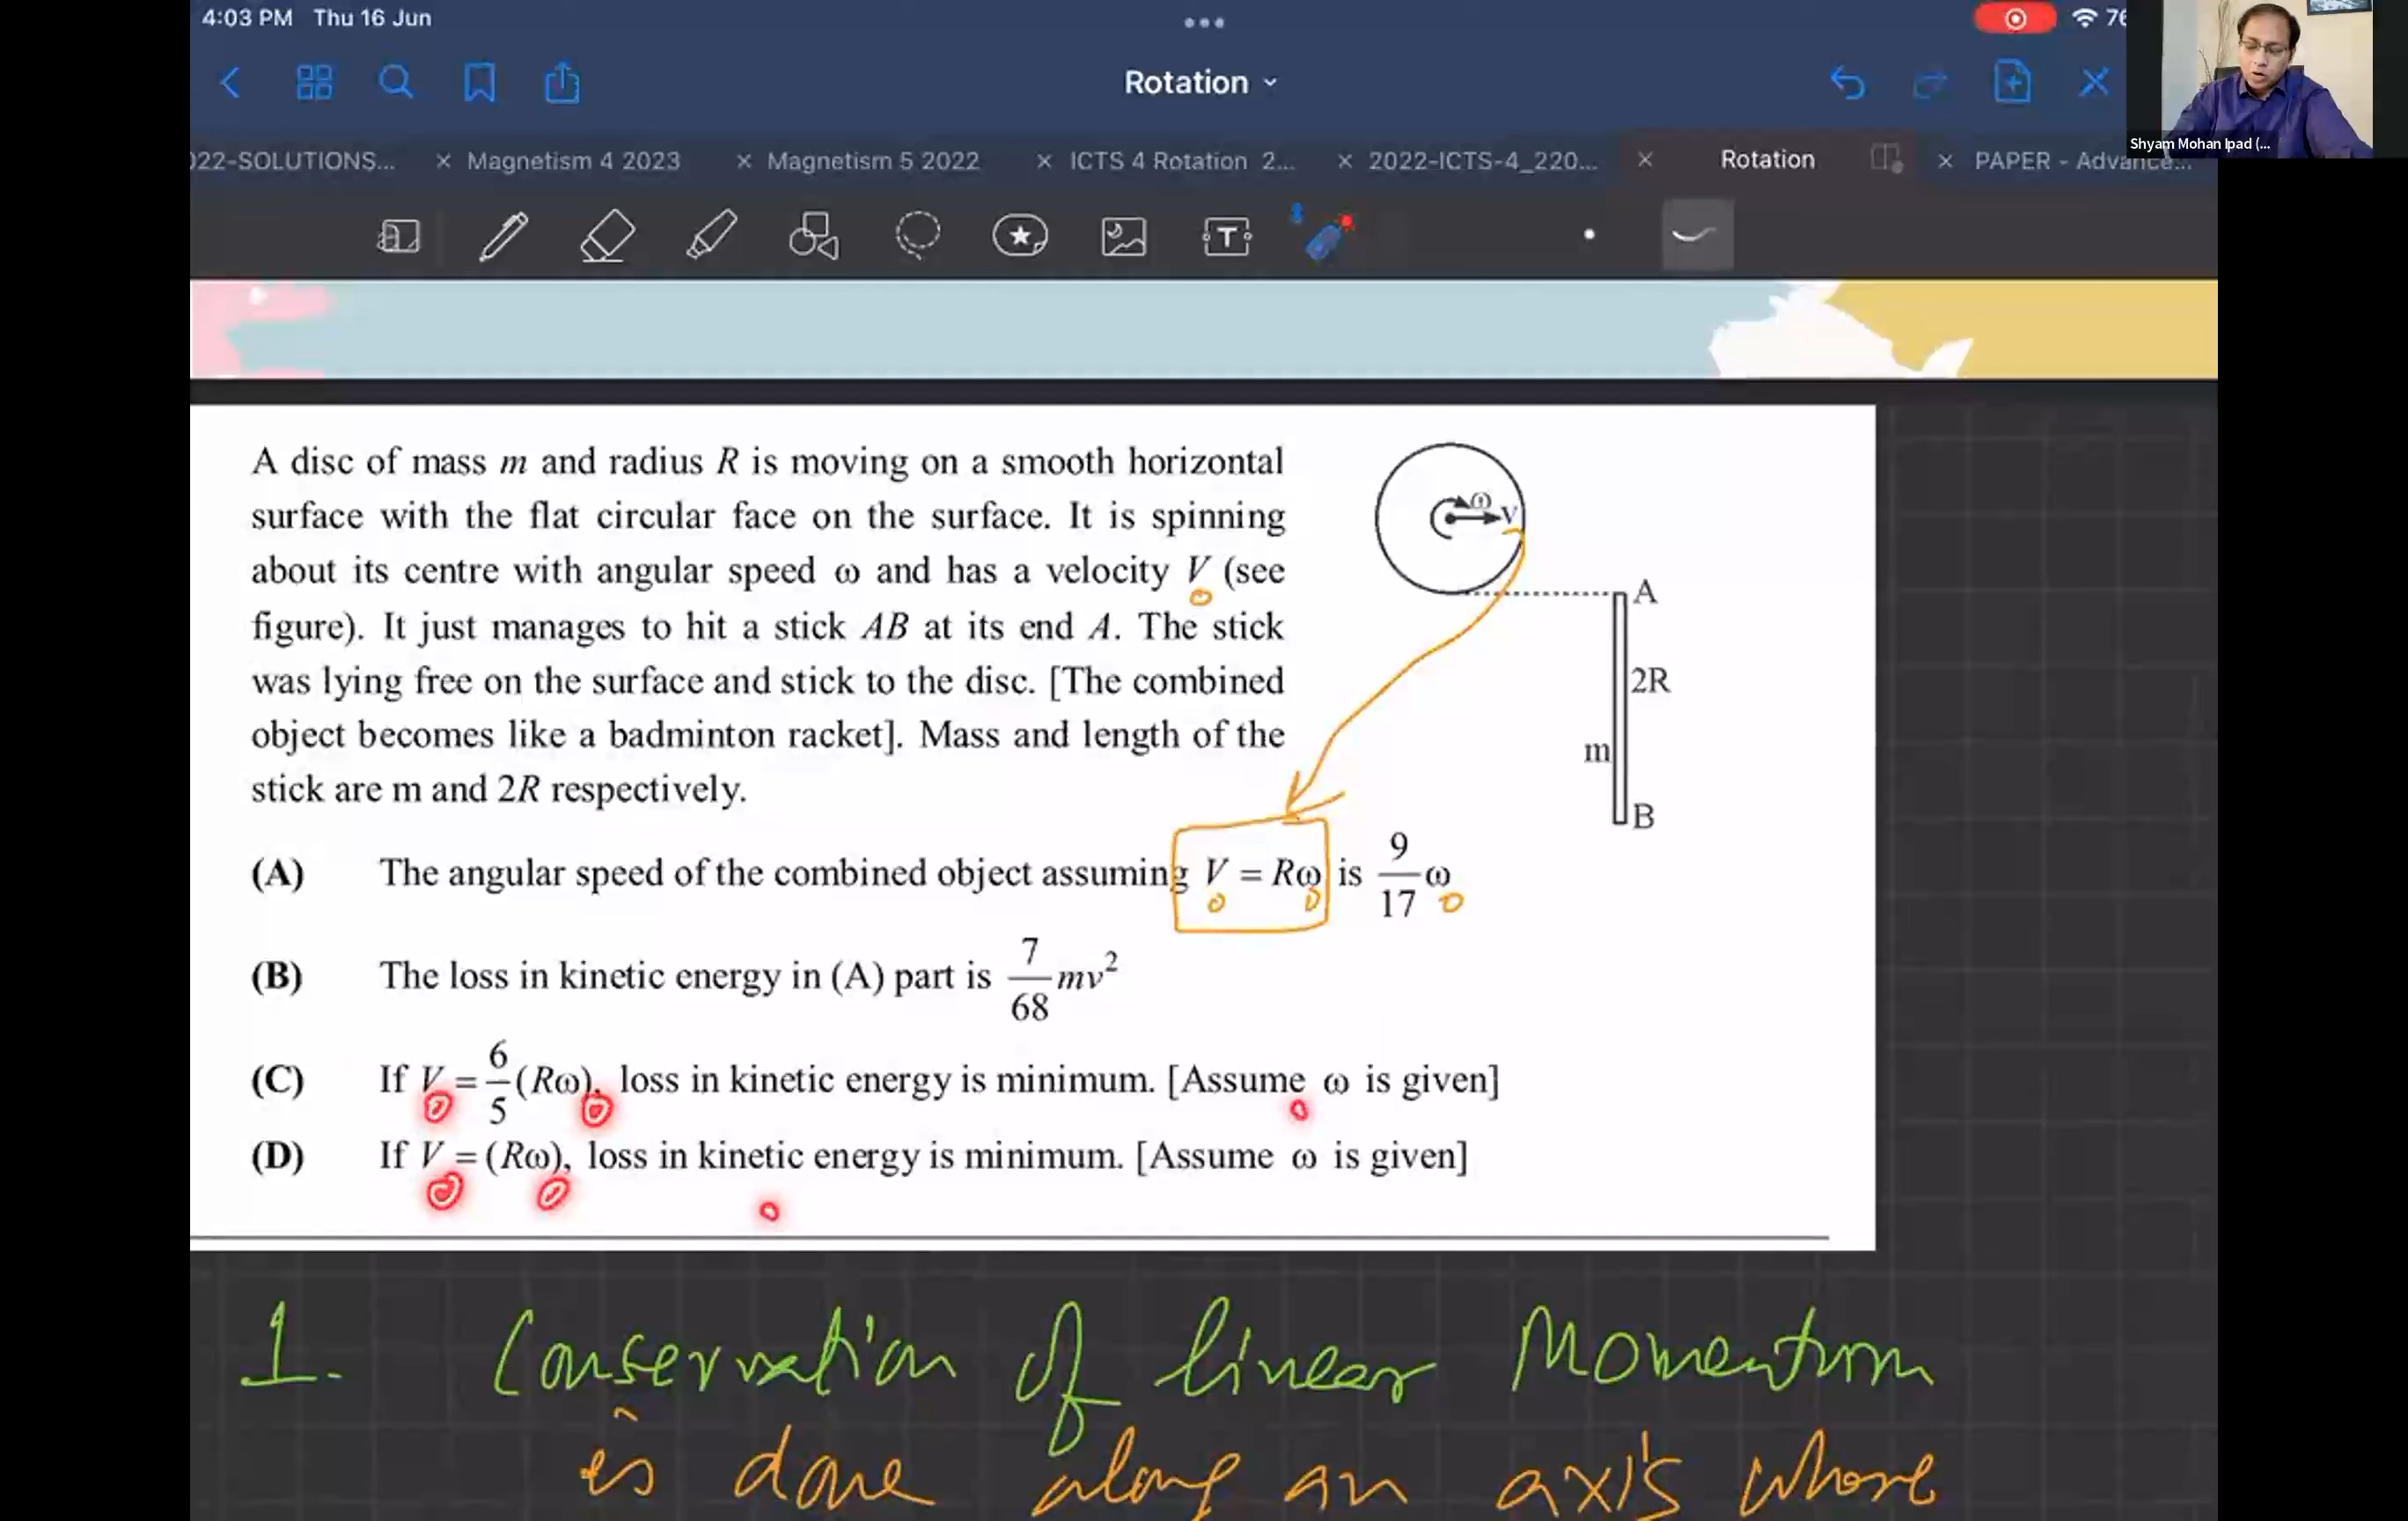 4:03 PM Thu 16 Jun
Rotation
Shyam Mohan Ipad (...
022-SOLUTIONS... Magnetism 4 2023 Magnetism 5 2022 ICTS 4 Rotation 2... 2022-ICTS-4_220... Rotation PAPER - Advance...
T
A disc of mass m and radius R is moving on a smooth horizontal
surface with the flat circular face on the surface. It is spinning
about its centre with angular speed ω and has a velocity V (see
figure). It just manages to hit a stick AB at its end A. The stick
was lying free on the surface and stick to the disc. [The combined
object becomes like a badminton racket]. Mass and length of the
stick are m and 2R respectively.
ω
V
A
2R
m
B
(A) The angular speed of the combined object assuming V = Rω is 9/17 ω
(B) The loss in kinetic energy in (A) part is 7/68 mv²
(C) If V = 6/5 (Rω), loss in kinetic energy is minimum. [Assume ω is given]
(D) If V = (Rω), loss in kinetic energy is minimum. [Assume ω is given]
1. Conservation of linear Momentum
is done along an axis whose